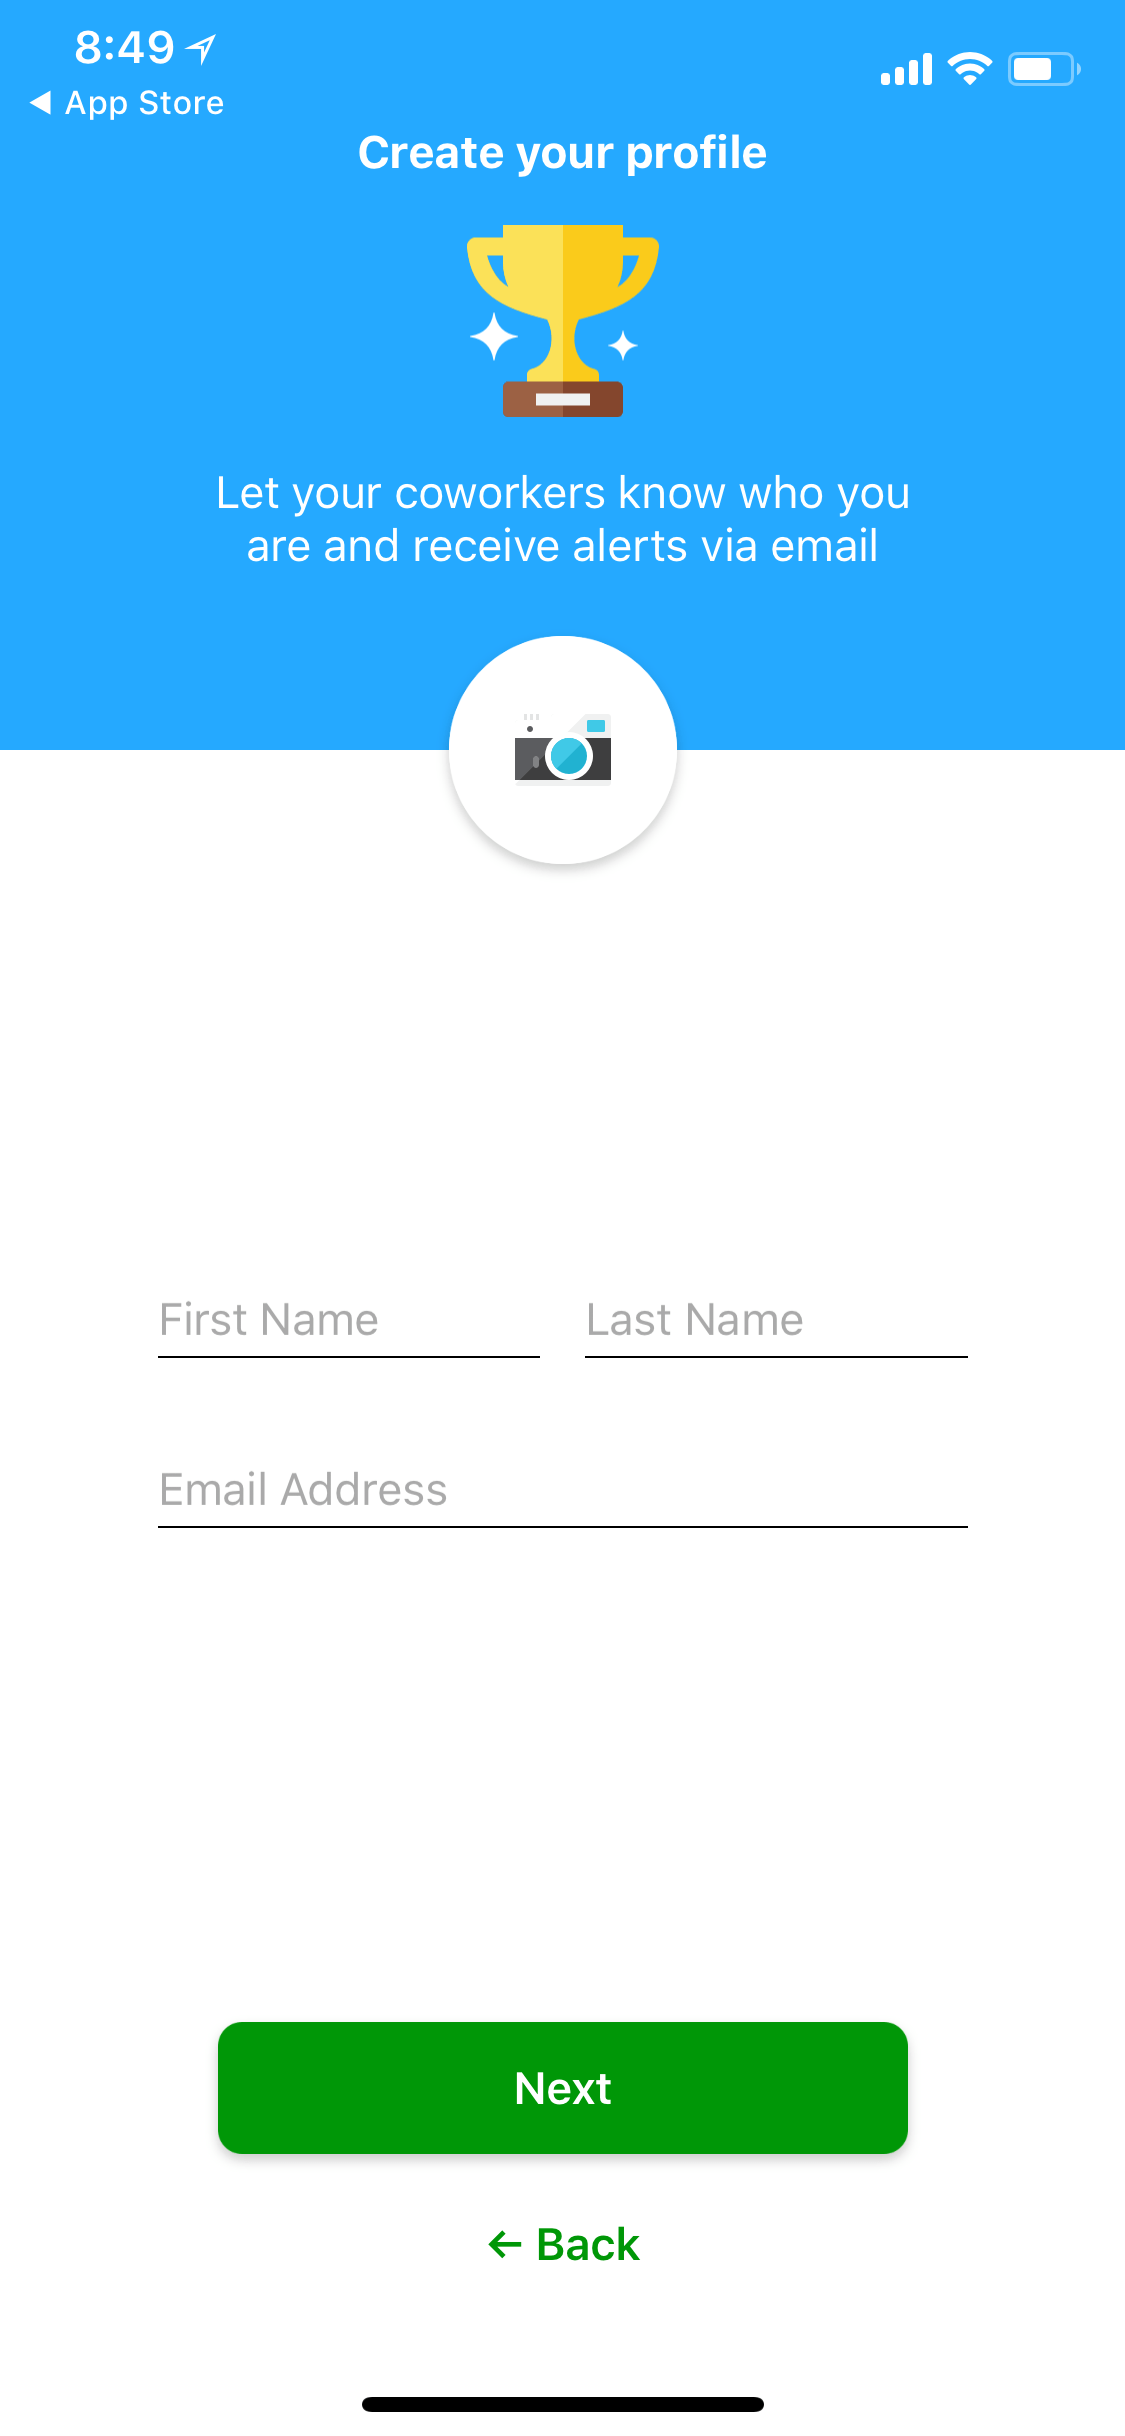 8:49
◀ App Store
Create your profile
Let your coworkers know who you
are and receive alerts via email
First Name
Last Name
Email Address
Next
← Back